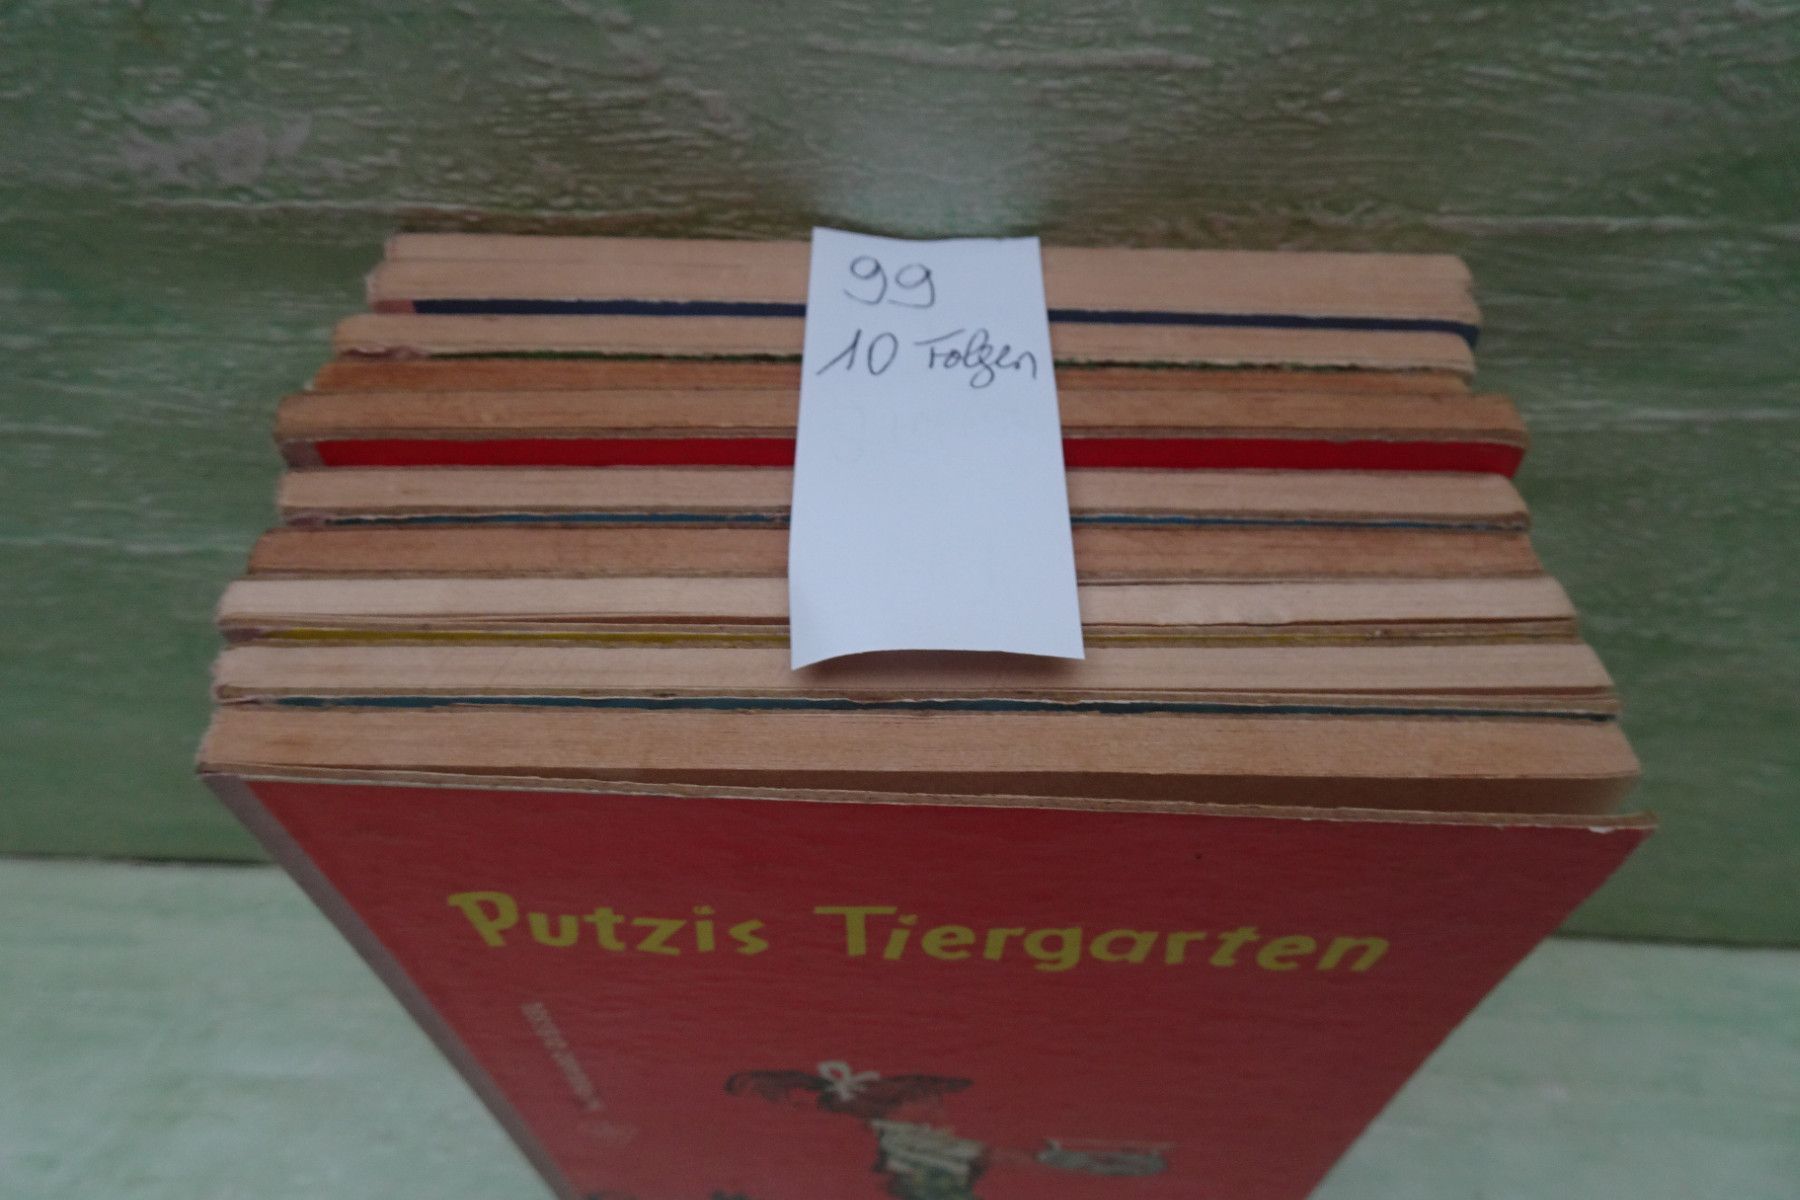 99
10 Folgen
Putzis Tiergarten